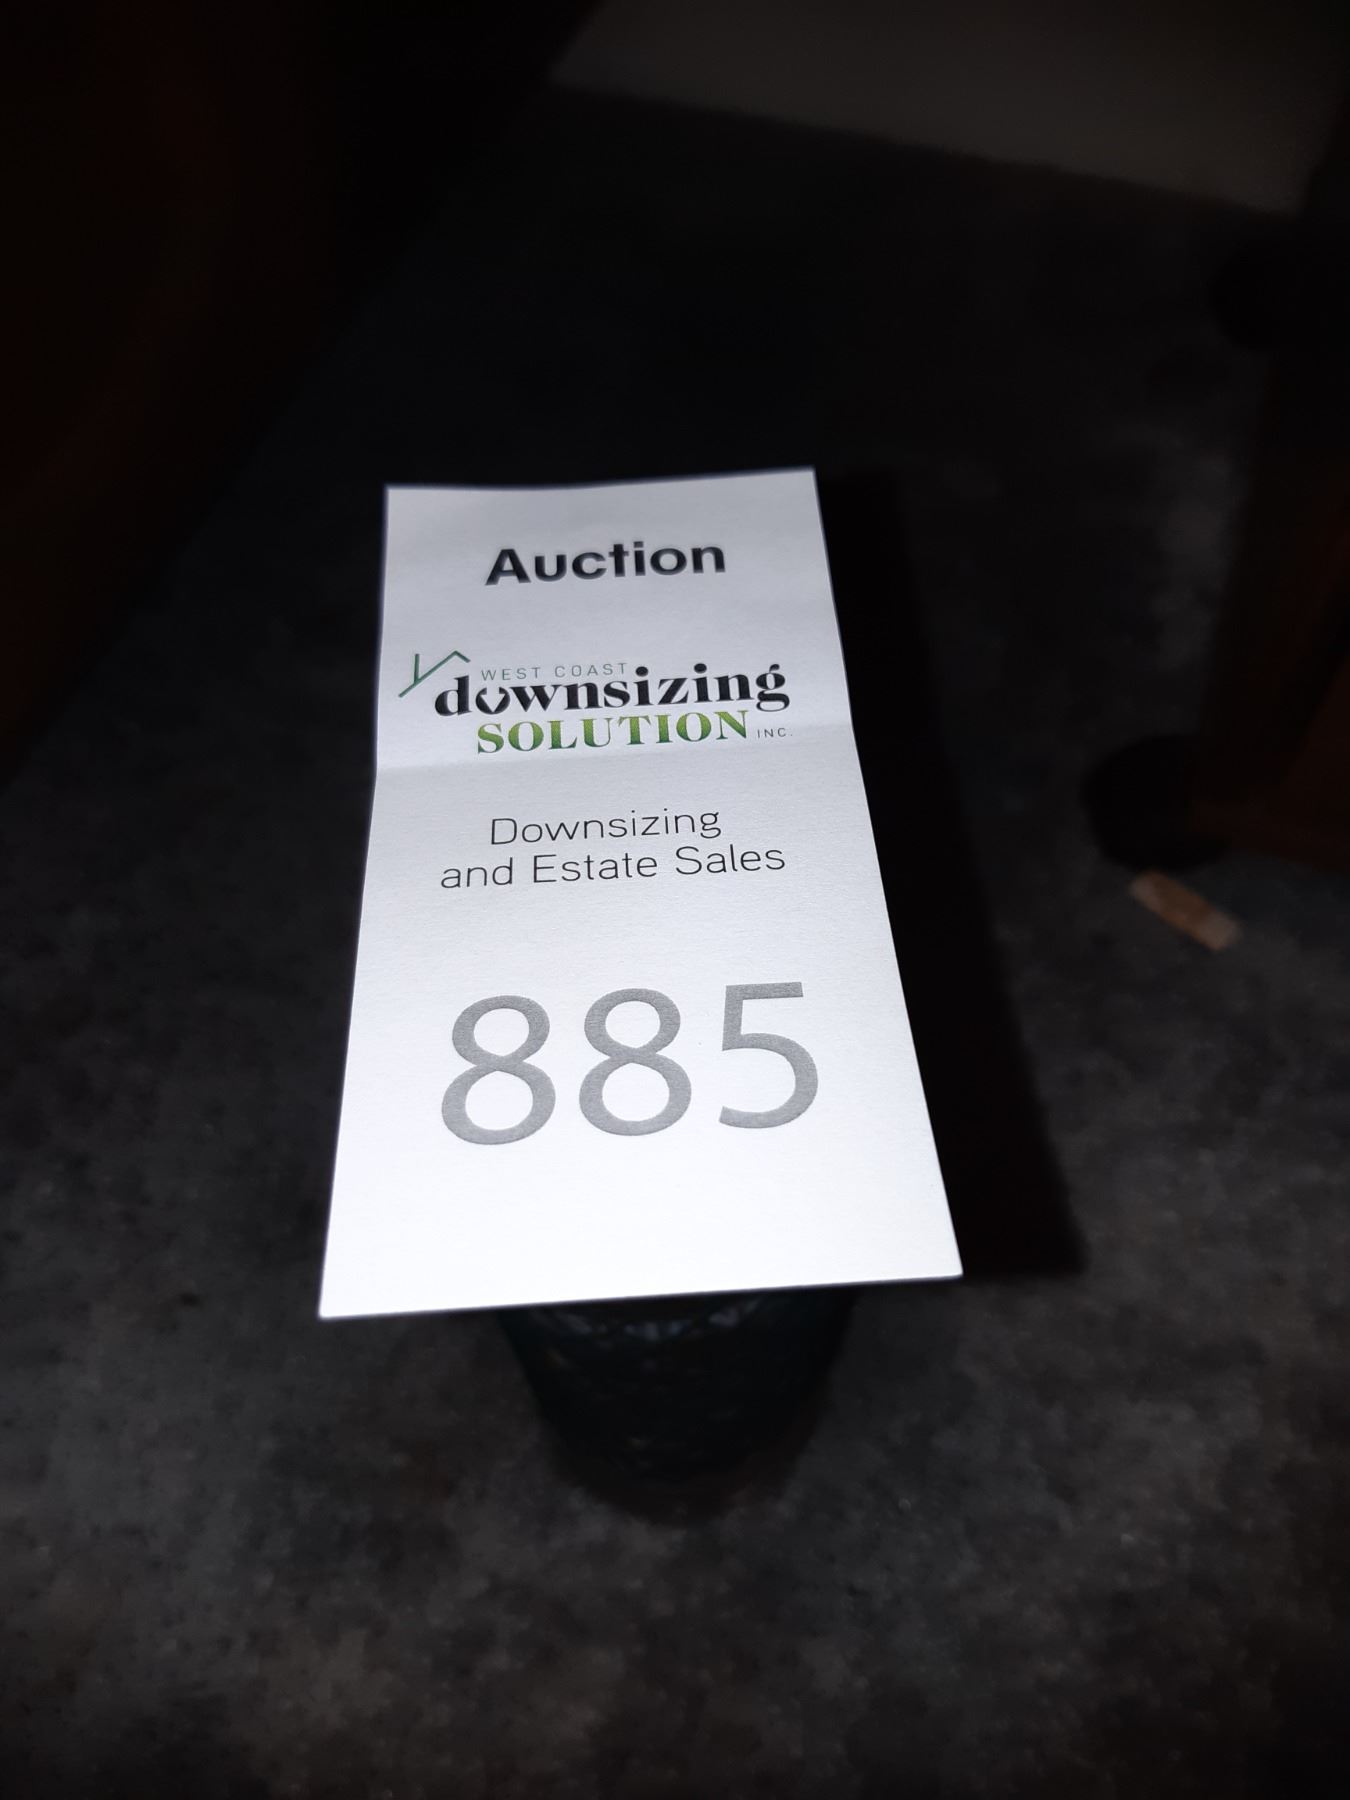 Auction
WEST COAST
downsizing
SOLUTION INC.
Downsizing
and Estate Sales
885